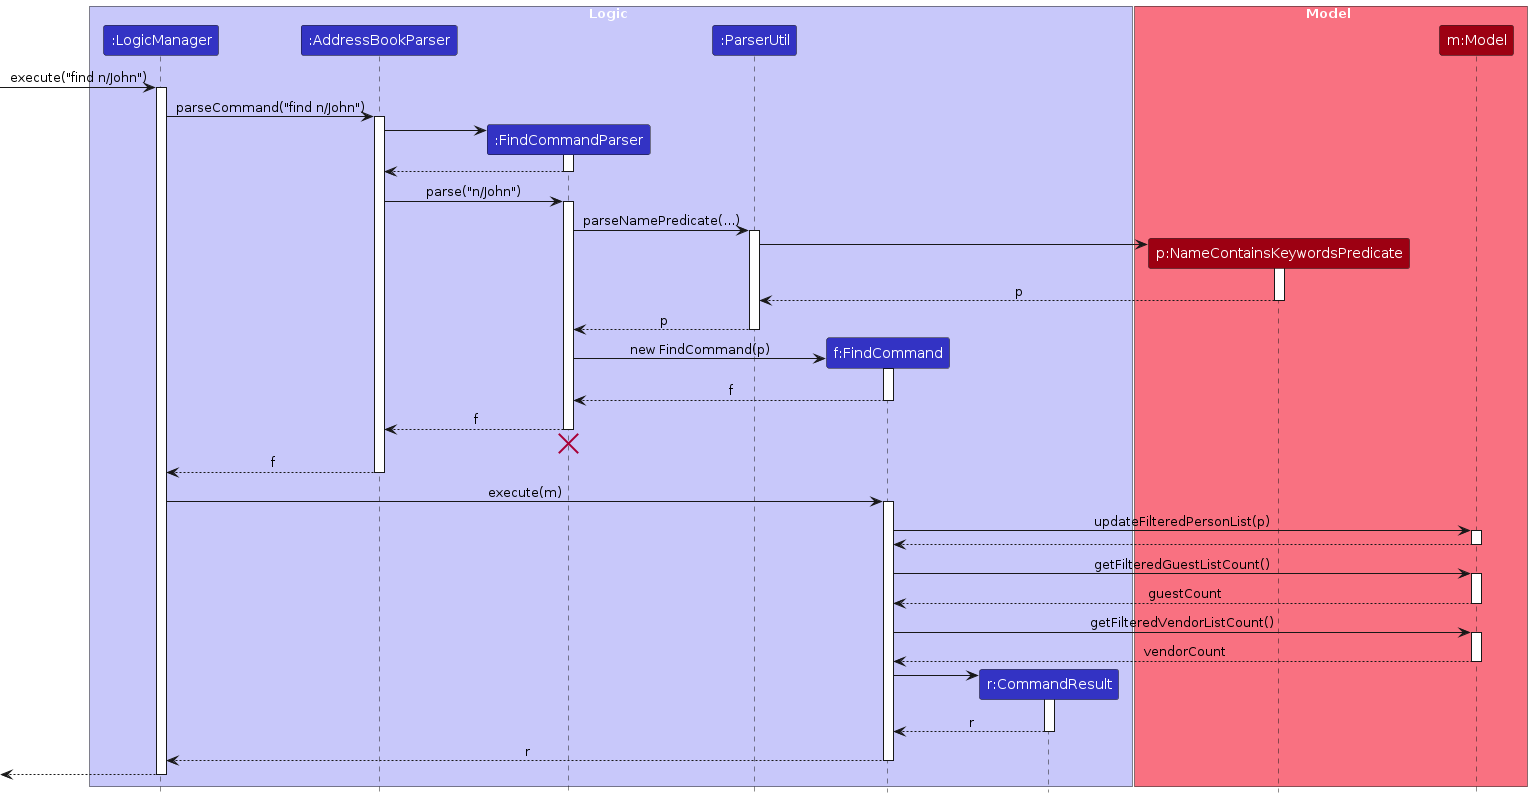 Logic
Model
:LogicManager
:AddressBookParser
:ParserUtil
m:Model
execute("find n/John")
parseCommand("find n/John")
:FindCommandParser
parse("n/John")
parseNamePredicate(...)
p:NameContainsKeywordsPredicate
p
p
new FindCommand(p)
f:FindCommand
f
f
f
execute(m)
updateFilteredPersonList(p)
getFilteredGuestListCount()
guestCount
getFilteredVendorListCount()
vendorCount
r:CommandResult
r
r